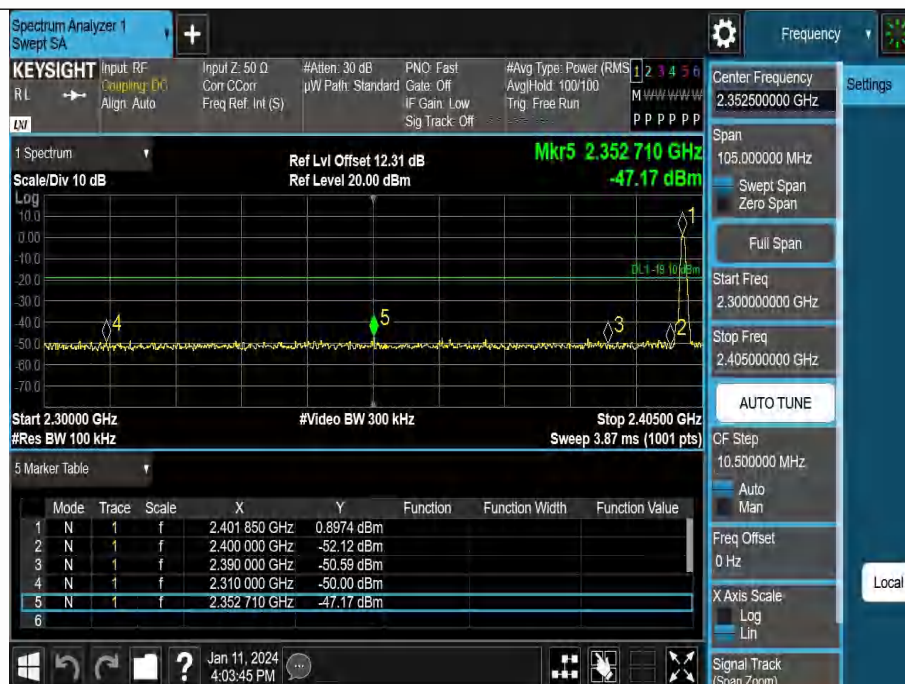 Spectrum Analyzer 1
Swept SA
Frequency
KEYSIGHT
RL
LXI
Input: RF
Coupling: DC
Align: Auto
Input Z: 50 Ω
Corr CCorr
Freq Ref: Int (S)
#Atten: 30 dB
µW Path: Standard
PNO: Fast
Gate: Off
IF Gain: Low
Sig Track: Off
#Avg Type: Power (RMS
Avg|Hold: 100/100
Trig: Free Run
1 2 3 4 5 6
M W W W W W
P P P P P P
Center Frequency
2.352500000 GHz
Settings
Span
105.000000 MHz
Swept Span
Zero Span
Full Span
Start Freq
2.300000000 GHz
Stop Freq
2.405000000 GHz
AUTO TUNE
CF Step
10.500000 MHz
Auto
Man
Freq Offset
0 Hz
X Axis Scale
Log
Lin
Signal Track
(Span Zoom)
Local
1 Spectrum
Scale/Div 10 dB
Ref Lvl Offset 12.31 dB
Ref Level 20.00 dBm
Mkr5 2.352 710 GHz
-47.17 dBm
Log
10.0
0.00
-10.0
-20.0
-30.0
-40.0
-50.0
-60.0
-70.0
DL1 -19.10 dBm
1
4
5
3
2
Start 2.30000 GHz
#Res BW 100 kHz
#Video BW 300 kHz
Stop 2.40500 GHz
Sweep 3.87 ms (1001 pts)
5 Marker Table
Mode Trace Scale X Y Function Function Width Function Value
1 N 1 f 2.401 850 GHz 0.8974 dBm
2 N 1 f 2.400 000 GHz -52.12 dBm
3 N 1 f 2.390 000 GHz -50.59 dBm
4 N 1 f 2.310 000 GHz -50.00 dBm
5 N 1 f 2.352 710 GHz -47.17 dBm
6
?
Jan 11, 2024
4:03:45 PM